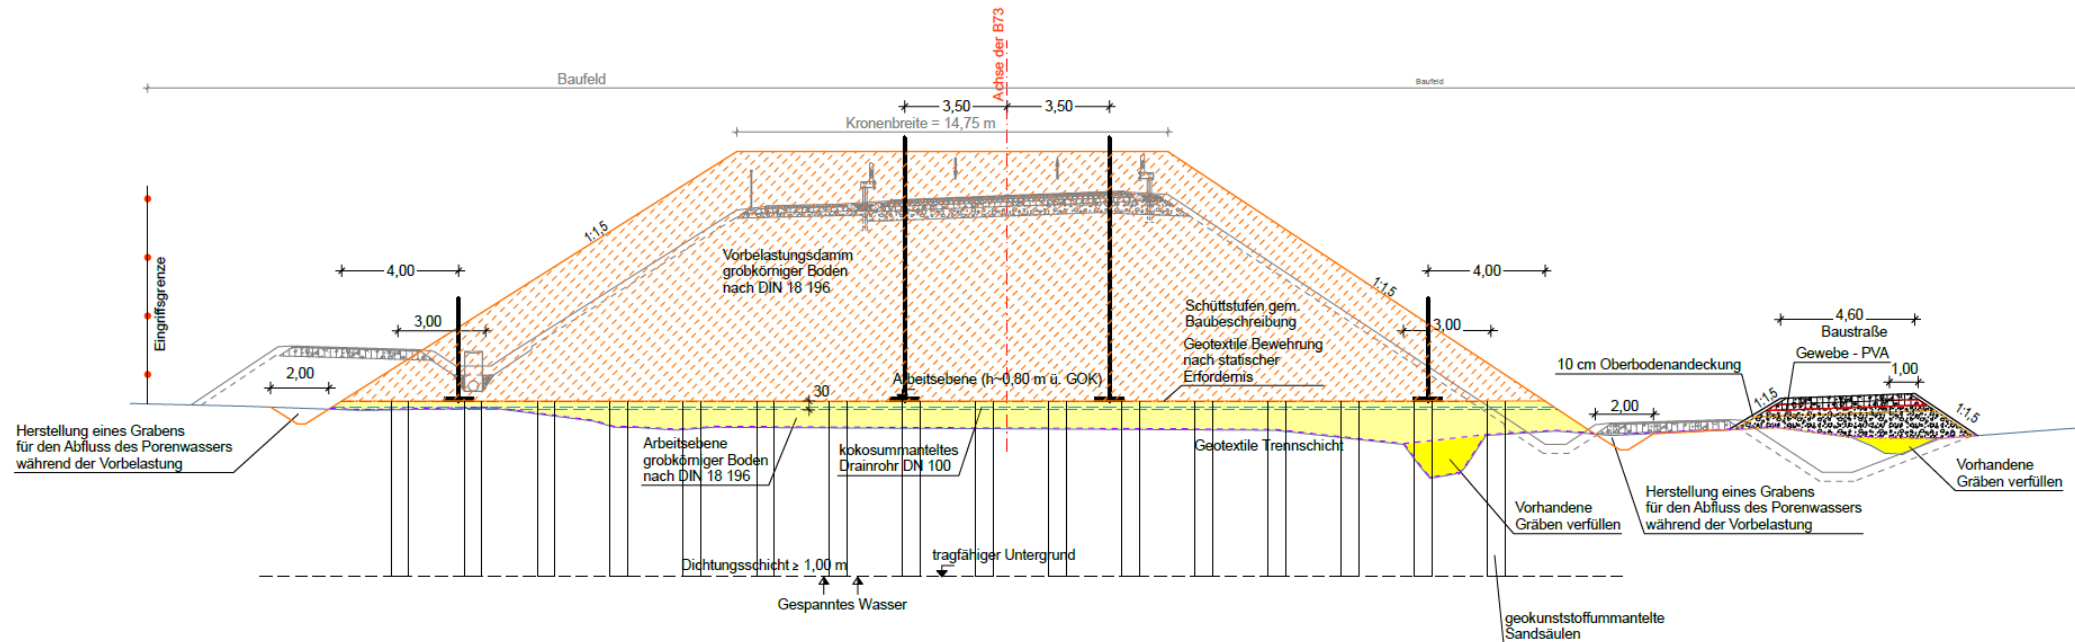 Achse der B73
Baufeld
Baufeld
3,50
3,50
Kronenbreite = 14,75 m
1:1,5
Eingriffsgrenze
4,00
3,00
2,00
Vorbelastungsdamm
grobkörniger Boden
nach DIN 18 196
Schüttstufen gem.
Baubeschreibung
Geotextile Bewehrung
nach statischer
Erfordernis
1:1,5
4,00
3,00
4,60
Baustraße
Gewebe - PVA
10 cm Oberbodenandeckung
1,00
1:1,5
1:1,5
2,00
Arbeitsebene (h~0,80 m ü. GOK)
30
Herstellung eines Grabens
für den Abfluss des Porenwassers
während der Vorbelastung
Arbeitsebene
grobkörniger Boden
nach DIN 18 196
kokosummanteltes
Drainrohr DN 100
Geotextile Trennschicht
Vorhandene
Gräben verfüllen
Herstellung eines Grabens
für den Abfluss des Porenwassers
während der Vorbelastung
Vorhandene
Gräben verfüllen
Dichtungsschicht ≥ 1,00 m
tragfähiger Untergrund
Gespanntes Wasser
geokunststoffummantelte
Sandsäulen